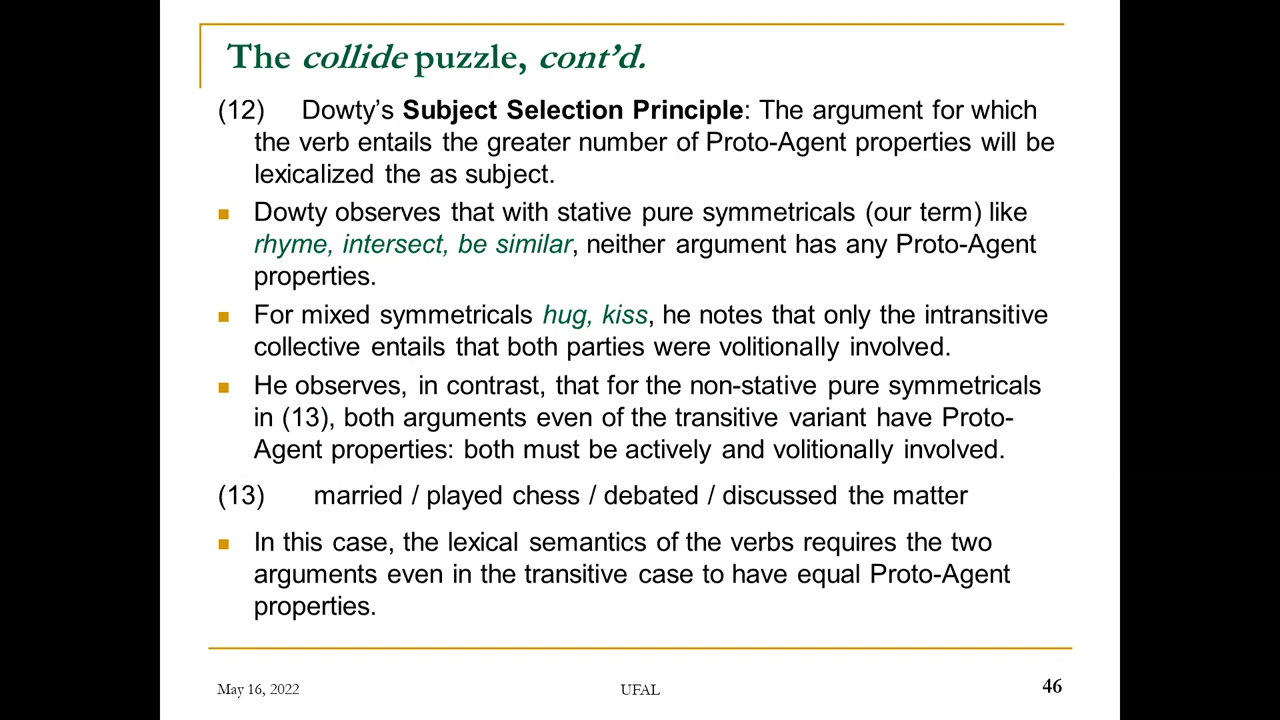 The collide puzzle, cont’d.
(12) Dowty’s Subject Selection Principle: The argument for which
the verb entails the greater number of Proto-Agent properties will be
lexicalized the as subject.
Dowty observes that with stative pure symmetricals (our term) like
rhyme, intersect, be similar, neither argument has any Proto-Agent
properties.
For mixed symmetricals hug, kiss, he notes that only the intransitive
collective entails that both parties were volitionally involved.
He observes, in contrast, that for the non-stative pure symmetricals
in (13), both arguments even of the transitive variant have Proto-
Agent properties: both must be actively and volitionally involved.
(13) married / played chess / debated / discussed the matter
In this case, the lexical semantics of the verbs requires the two
arguments even in the transitive case to have equal Proto-Agent
properties.
May 16, 2022
UFAL
46